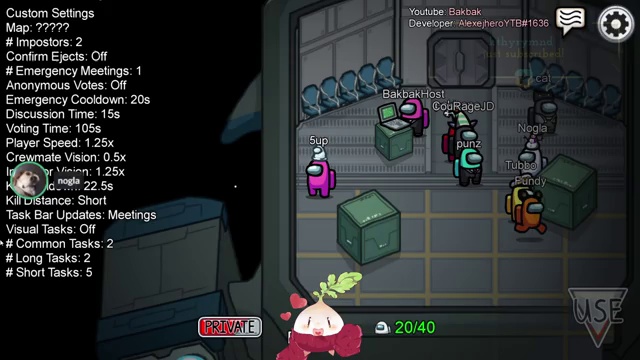 Custom Settings
Map: ?????
# Impostors: 2
Confirm Ejects: Off
# Emergency Meetings: 1
Anonymous Votes: Off
Emergency Cooldown: 20s
Discussion Time: 15s
Voting Time: 105s
Player Speed: 1.25x
Crewmate Vision: 0.5x
Vision: 1.25x
22.5s
nogla
Kill Distance: Short
Task Bar Updates: Meetings
Visual Tasks: Off
# Common Tasks: 2
# Long Tasks: 2
# Short Tasks: 5
Youtube: Bakbak
Developer: AlexejheroYTB#1636
just subscribed!
cal
BakbakHost
CouRageJD
Nogla
5up
punz
Tubbo
Fundy
USE
PRIVATE
20/40